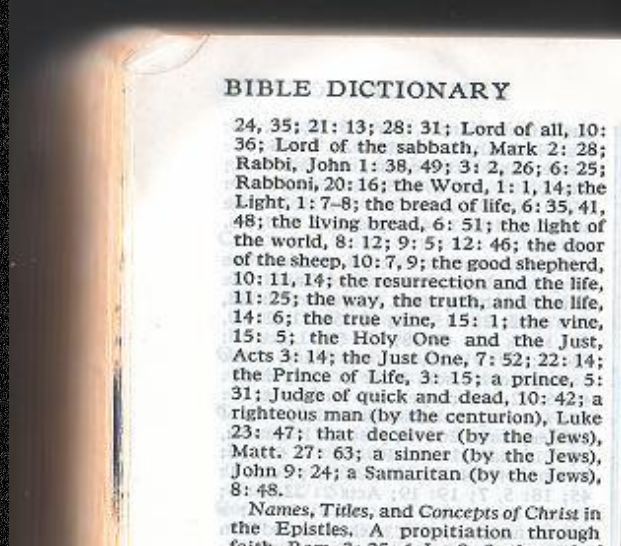 BIBLE DICTIONARY
24, 35; 21: 13; 28: 31; Lord of all, 10:
36; Lord of the sabbath, Mark 2: 28;
Rabbi, John 1: 38, 49; 3: 2, 26; 6: 25;
Rabboni, 20: 16; the Word, 1: 1, 14; the
Light, 1: 7–8; the bread of life, 6: 35, 41,
48; the living bread, 6: 51; the light of
the world, 8: 12; 9: 5; 12: 46; the door
of the sheep, 10: 7, 9; the good shepherd,
10: 11, 14; the resurrection and the life,
11: 25; the way, the truth, and the life,
14: 6; the true vine, 15: 1; the vine,
15: 5; the Holy One and the Just,
Acts 3: 14; the Just One, 7: 52; 22: 14;
the Prince of Life, 3: 15; a prince, 5:
31; Judge of quick and dead, 10: 42; a
righteous man (by the centurion), Luke
23: 47; that deceiver (by the Jews),
Matt. 27: 63; a sinner (by the Jews),
John 9: 24; a Samaritan (by the Jews),
8: 48.
Names, Titles, and Concepts of Christ in
the Epistles. A propitiation through